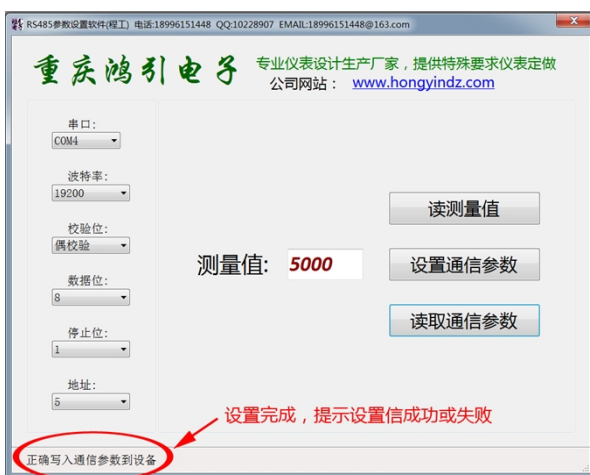 RS485参数设置软件(程工) 电话:18996151448 QQ:10228907 EMAIL:18996151448@163.com
重庆鸿引电子
专业仪表设计生产厂家，提供特殊要求仪表定做
公司网站： www.hongyindz.com
串口:
COM4
波特率:
19200
校验位:
偶校验
数据位:
8
停止位:
1
地址:
5
测量值: 5000
读测量值
设置通信参数
读取通信参数
设置完成，提示设置信成功或失败
正确写入通信参数到设备